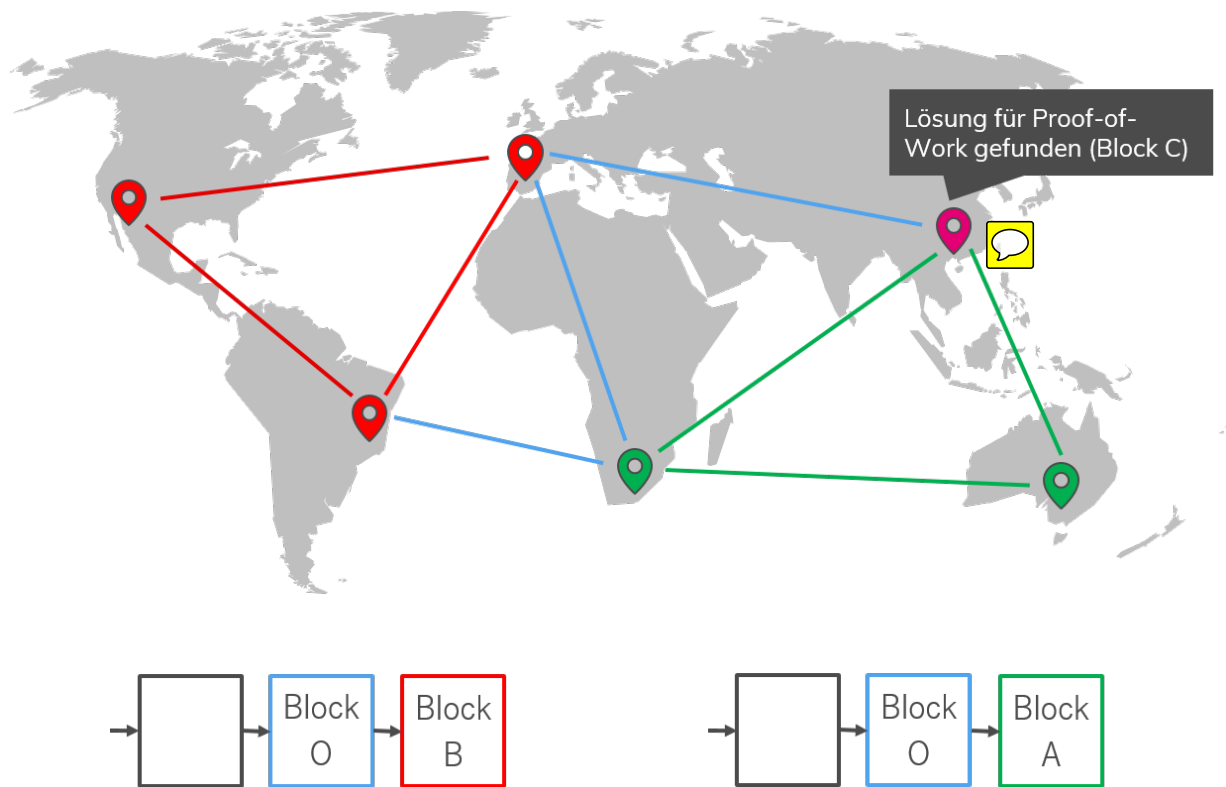 Lösung für Proof-of-
Work gefunden (Block C)
Block
O
Block
B
Block
O
Block
A